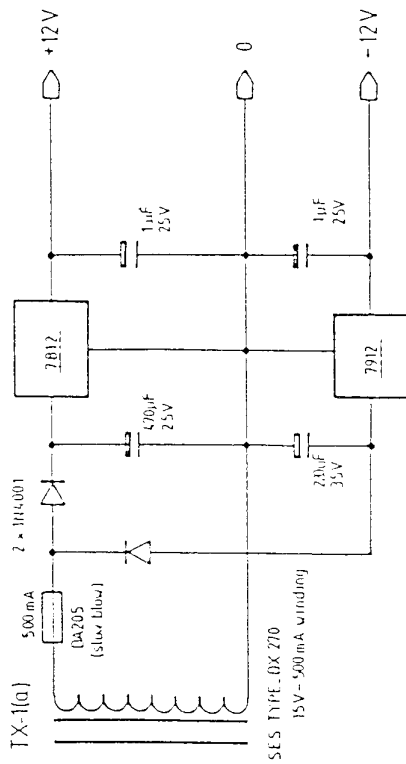 TX-1(a)
500mA
DA205
(slow blow)
2 x 1N4001
7812
470µF
25V
1µF
25V
+12V
0
220µF
35V
1µF
25V
7912
-12V
SES TYPE.DX 270
15V-500mA winding